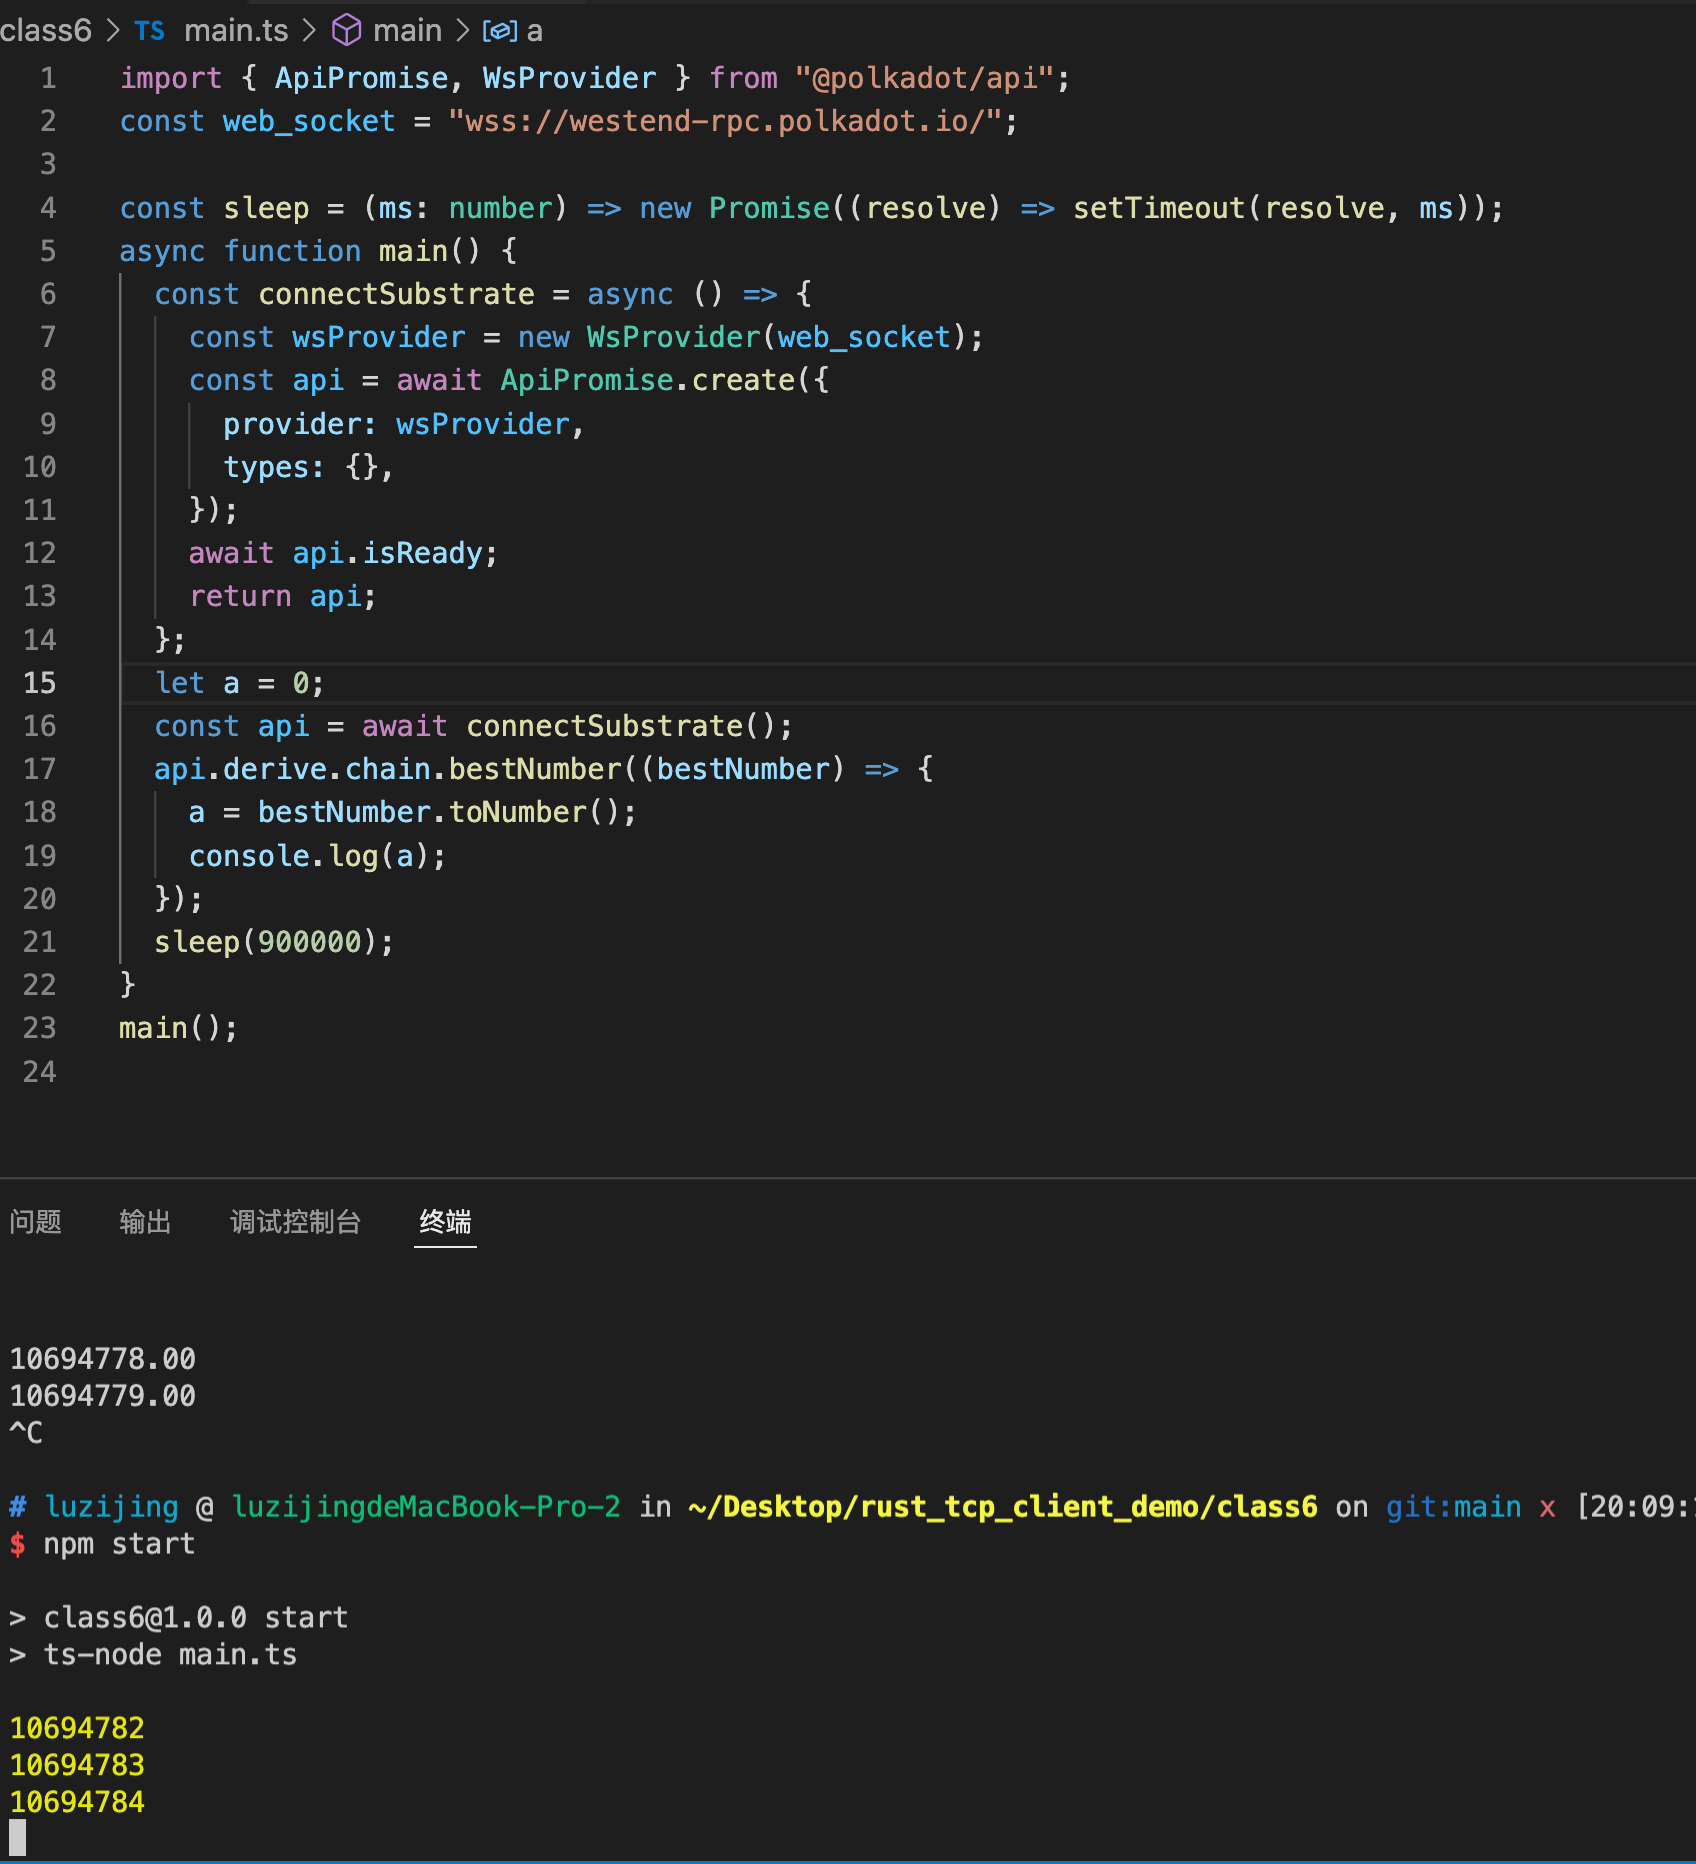 class6 > TS main.ts > main > a
1 import { ApiPromise, WsProvider } from "@polkadot/api";
2 const web_socket = "wss://westend-rpc.polkadot.io/";
3
4 const sleep = (ms: number) => new Promise((resolve) => setTimeout(resolve, ms));
5 async function main() {
6   const connectSubstrate = async () => {
7     const wsProvider = new WsProvider(web_socket);
8     const api = await ApiPromise.create({
9       provider: wsProvider,
10       types: {},
11     });
12     await api.isReady;
13     return api;
14   };
15   let a = 0;
16   const api = await connectSubstrate();
17   api.derive.chain.bestNumber((bestNumber) => {
18     a = bestNumber.toNumber();
19     console.log(a);
20   });
21   sleep(900000);
22 }
23 main();
24
问题 输出 调试控制台 终端
10694778.00
10694779.00
^C
# luzijing @ luzijingdeMacBook-Pro-2 in ~/Desktop/rust_tcp_client_demo/class6 on git:main x [20:09:
$ npm start
> class6@1.0.0 start
> ts-node main.ts
10694782
10694783
10694784